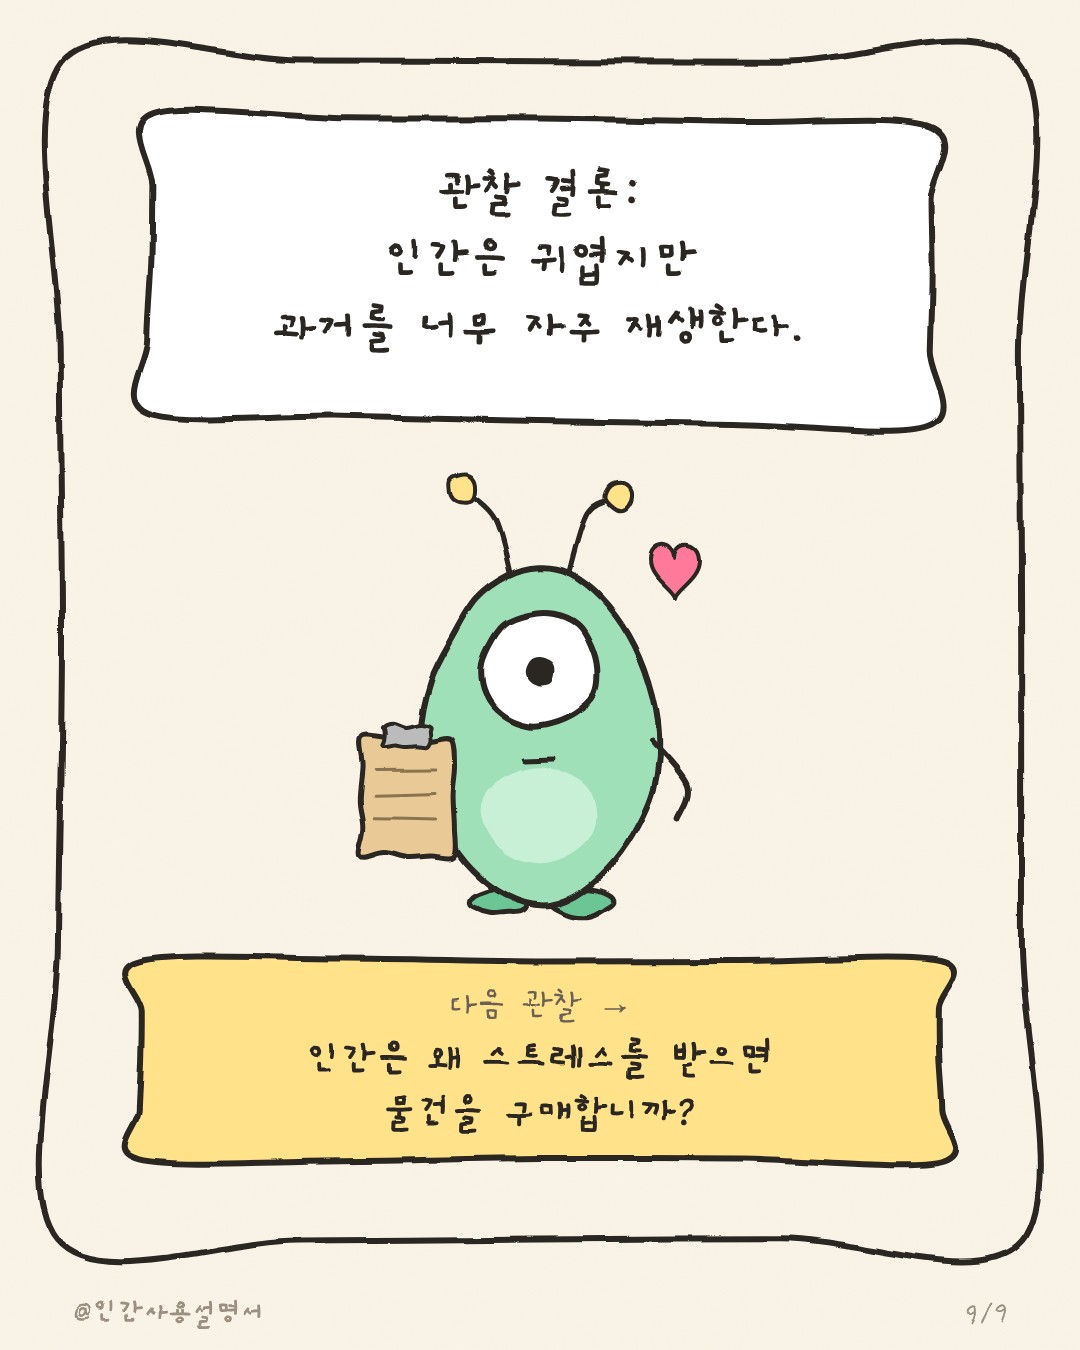 관찰 결론:
인간은 귀엽지만
과거를 너무 자주 재생한다.
다음 관찰 →
인간은 왜 스트레스를 받으면
물건을 구매합니까?
@인간사용설명서
9/9